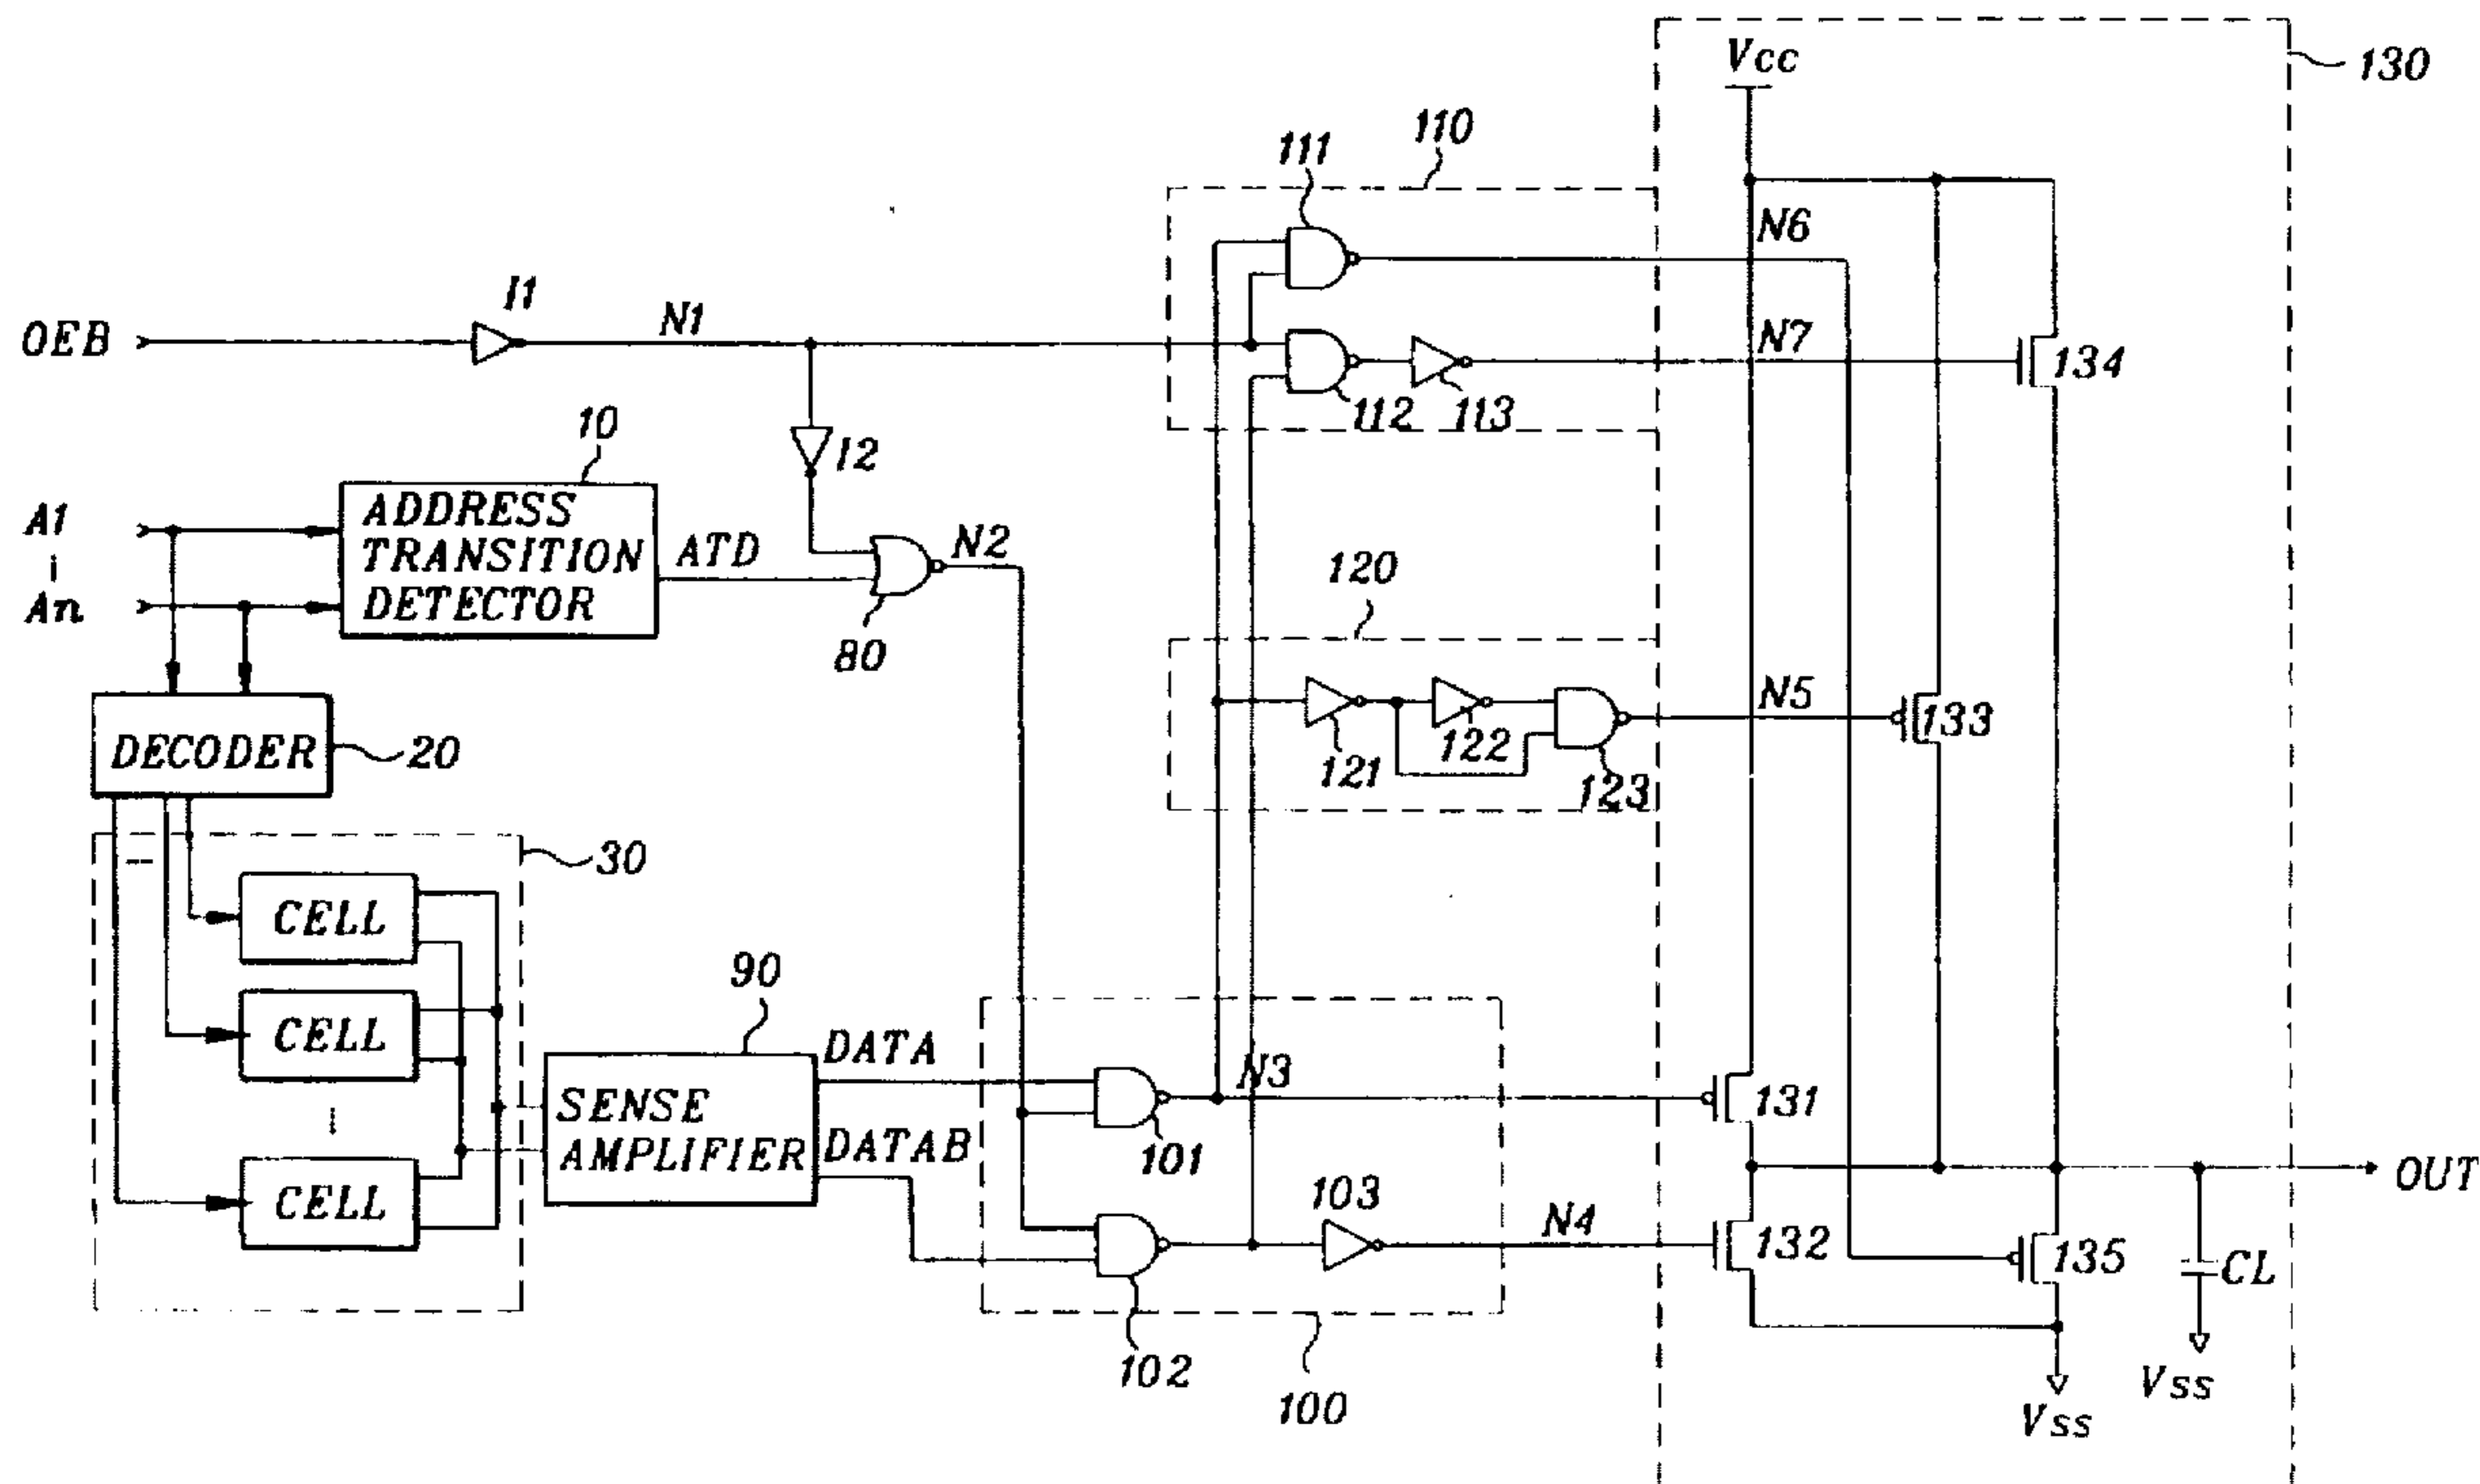 Vcc
130
110
111
N6
I1
N1
OEB
N7
134
112
113
10
I2
A1
An
ADDRESS
TRANSITION
DETECTOR
ATD
N2
80
120
N5
133
121
122
123
DECODER
20
30
CELL
CELL
CELL
90
SENSE
AMPLIFIER
DATA
DATAB
N3
101
131
OUT
103
N4
132
135
CL
102
100
Vss
Vss